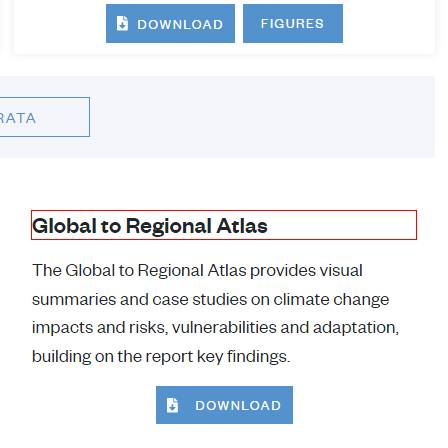 DOWNLOAD
FIGURES
RATA
Global to Regional Atlas
The Global to Regional Atlas provides visual
summaries and case studies on climate change
impacts and risks, vulnerabilities and adaptation,
building on the report key findings.
DOWNLOAD